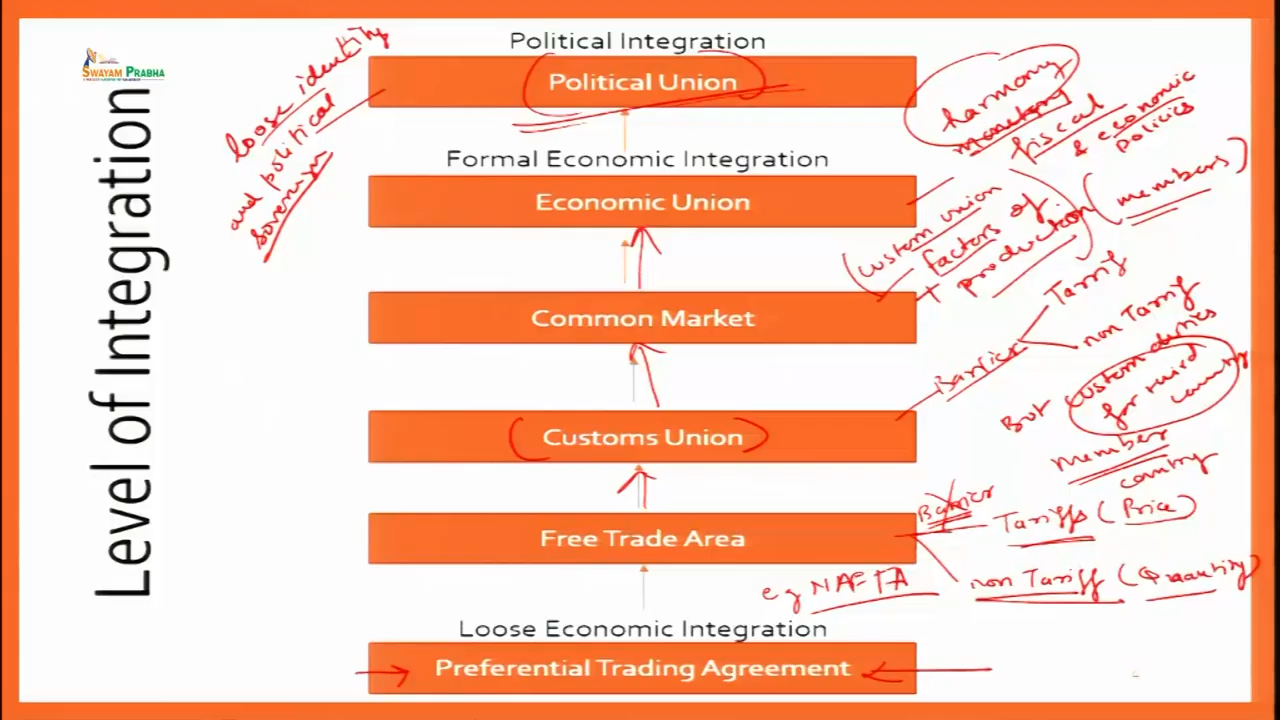 SWAYAM PRABHA
Level of Integration
Political Integration
Political Union
Formal Economic Integration
Economic Union
Common Market
Customs Union
Free Trade Area
Loose Economic Integration
Preferential Trading Agreement
loose identity
and political
harmony
monetary
fiscal
& economic
policies
(members)
(custom union
factors of
+ production)
Barrier
Tariff
non Tariff
But custom duties
for third
country
member
country
Barrier
Tariffs (Price)
non Tariff (Quantity)
eg NAFTA